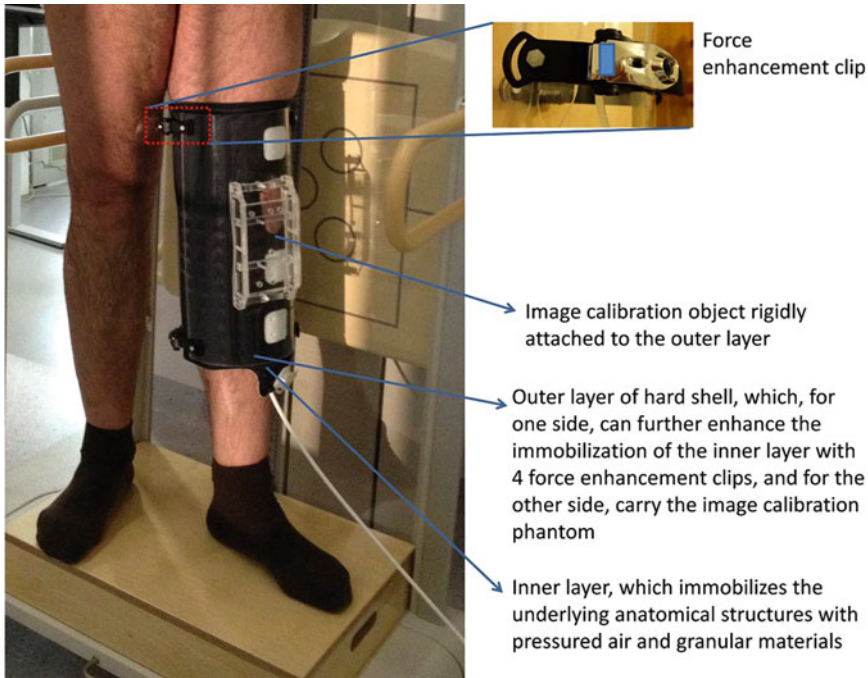 Force
enhancement clip
Image calibration object rigidly
attached to the outer layer
Outer layer of hard shell, which, for
one side, can further enhance the
immobilization of the inner layer with
4 force enhancement clips, and for the
other side, carry the image calibration
phantom
Inner layer, which immobilizes the
underlying anatomical structures with
pressured air and granular materials